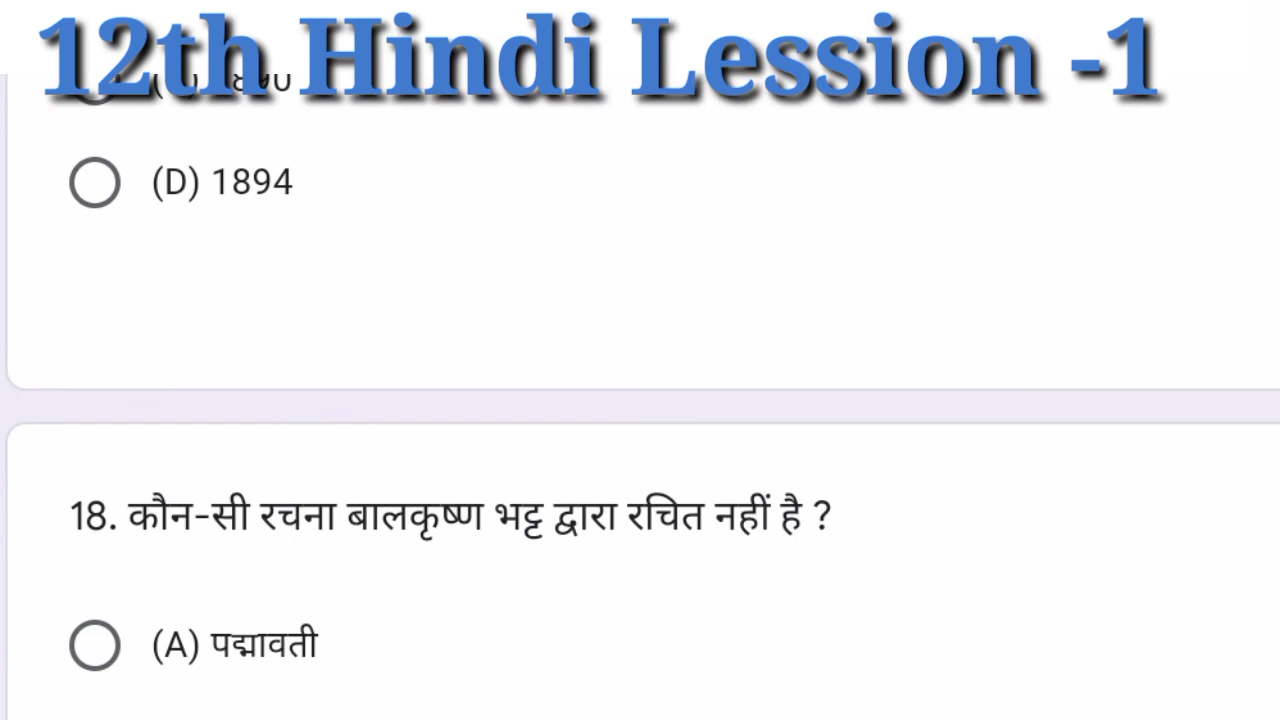 12th Hindi Lession -1
(D) 1894
18. कौन-सी रचना बालकृष्ण भट्ट द्वारा रचित नहीं है ?
(A) पद्मावती